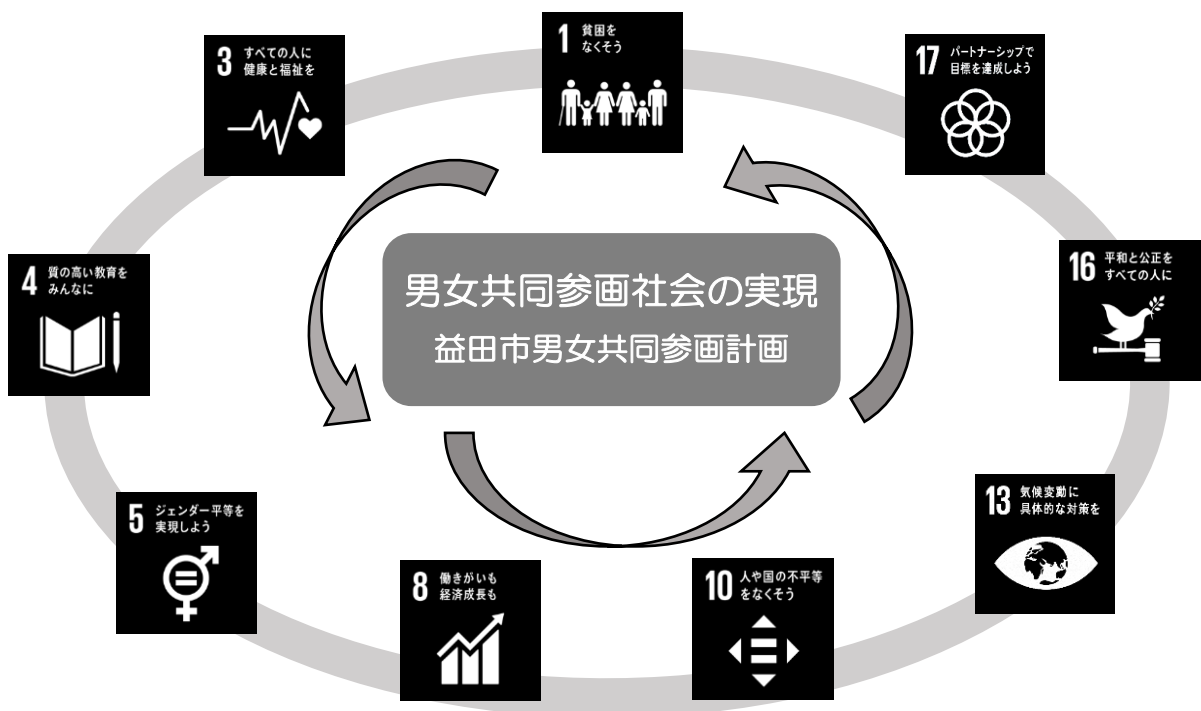 1 貧困を
なくそう
3 すべての人に
健康と福祉を
17 パートナーシップで
目標を達成しよう
4 質の高い教育を
みんなに
16 平和と公正を
すべての人に
男女共同参画社会の実現
益田市男女共同参画計画
5 ジェンダー平等を
実現しよう
13 気候変動に
具体的な対策を
8 働きがいも
経済成長も
10 人や国の不平等
をなくそう